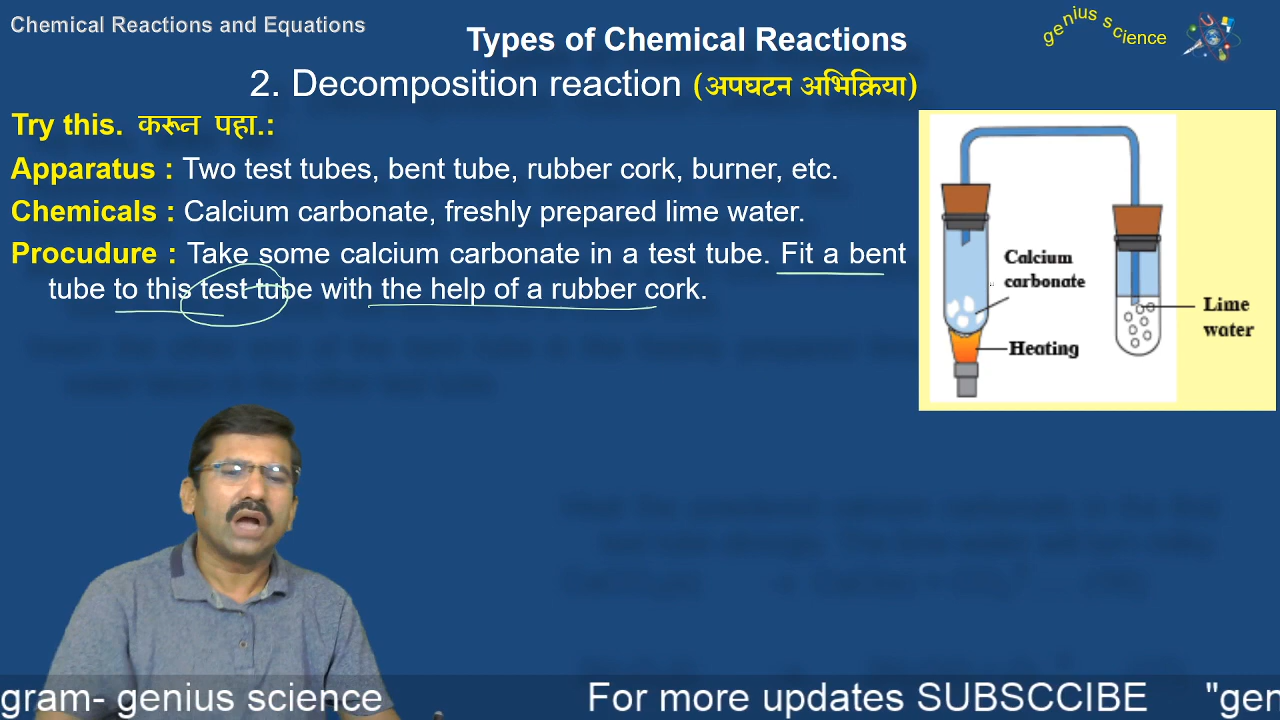 Chemical Reactions and Equations
Types of Chemical Reactions
genius science
2. Decomposition reaction (अपघटन अभिक्रिया)
Try this. करून पहा.:
Apparatus : Two test tubes, bent tube, rubber cork, burner, etc.
Chemicals : Calcium carbonate, freshly prepared lime water.
Procudure : Take some calcium carbonate in a test tube. Fit a bent
tube to this test tube with the help of a rubber cork.
Calcium
carbonate
Lime
water
Heating
gram- genius science For more updates SUBSCCIBE "gen